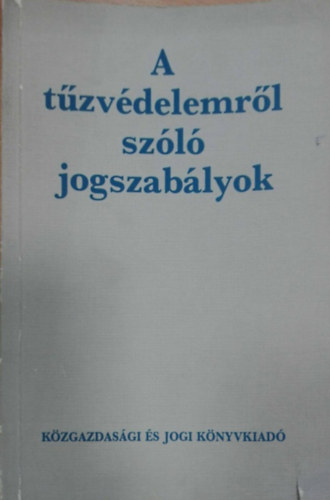 A
tűzvédelemről
szóló
jogszabályok
KÖZGAZDASÁGI ÉS JOGI KÖNYVKIADÓ